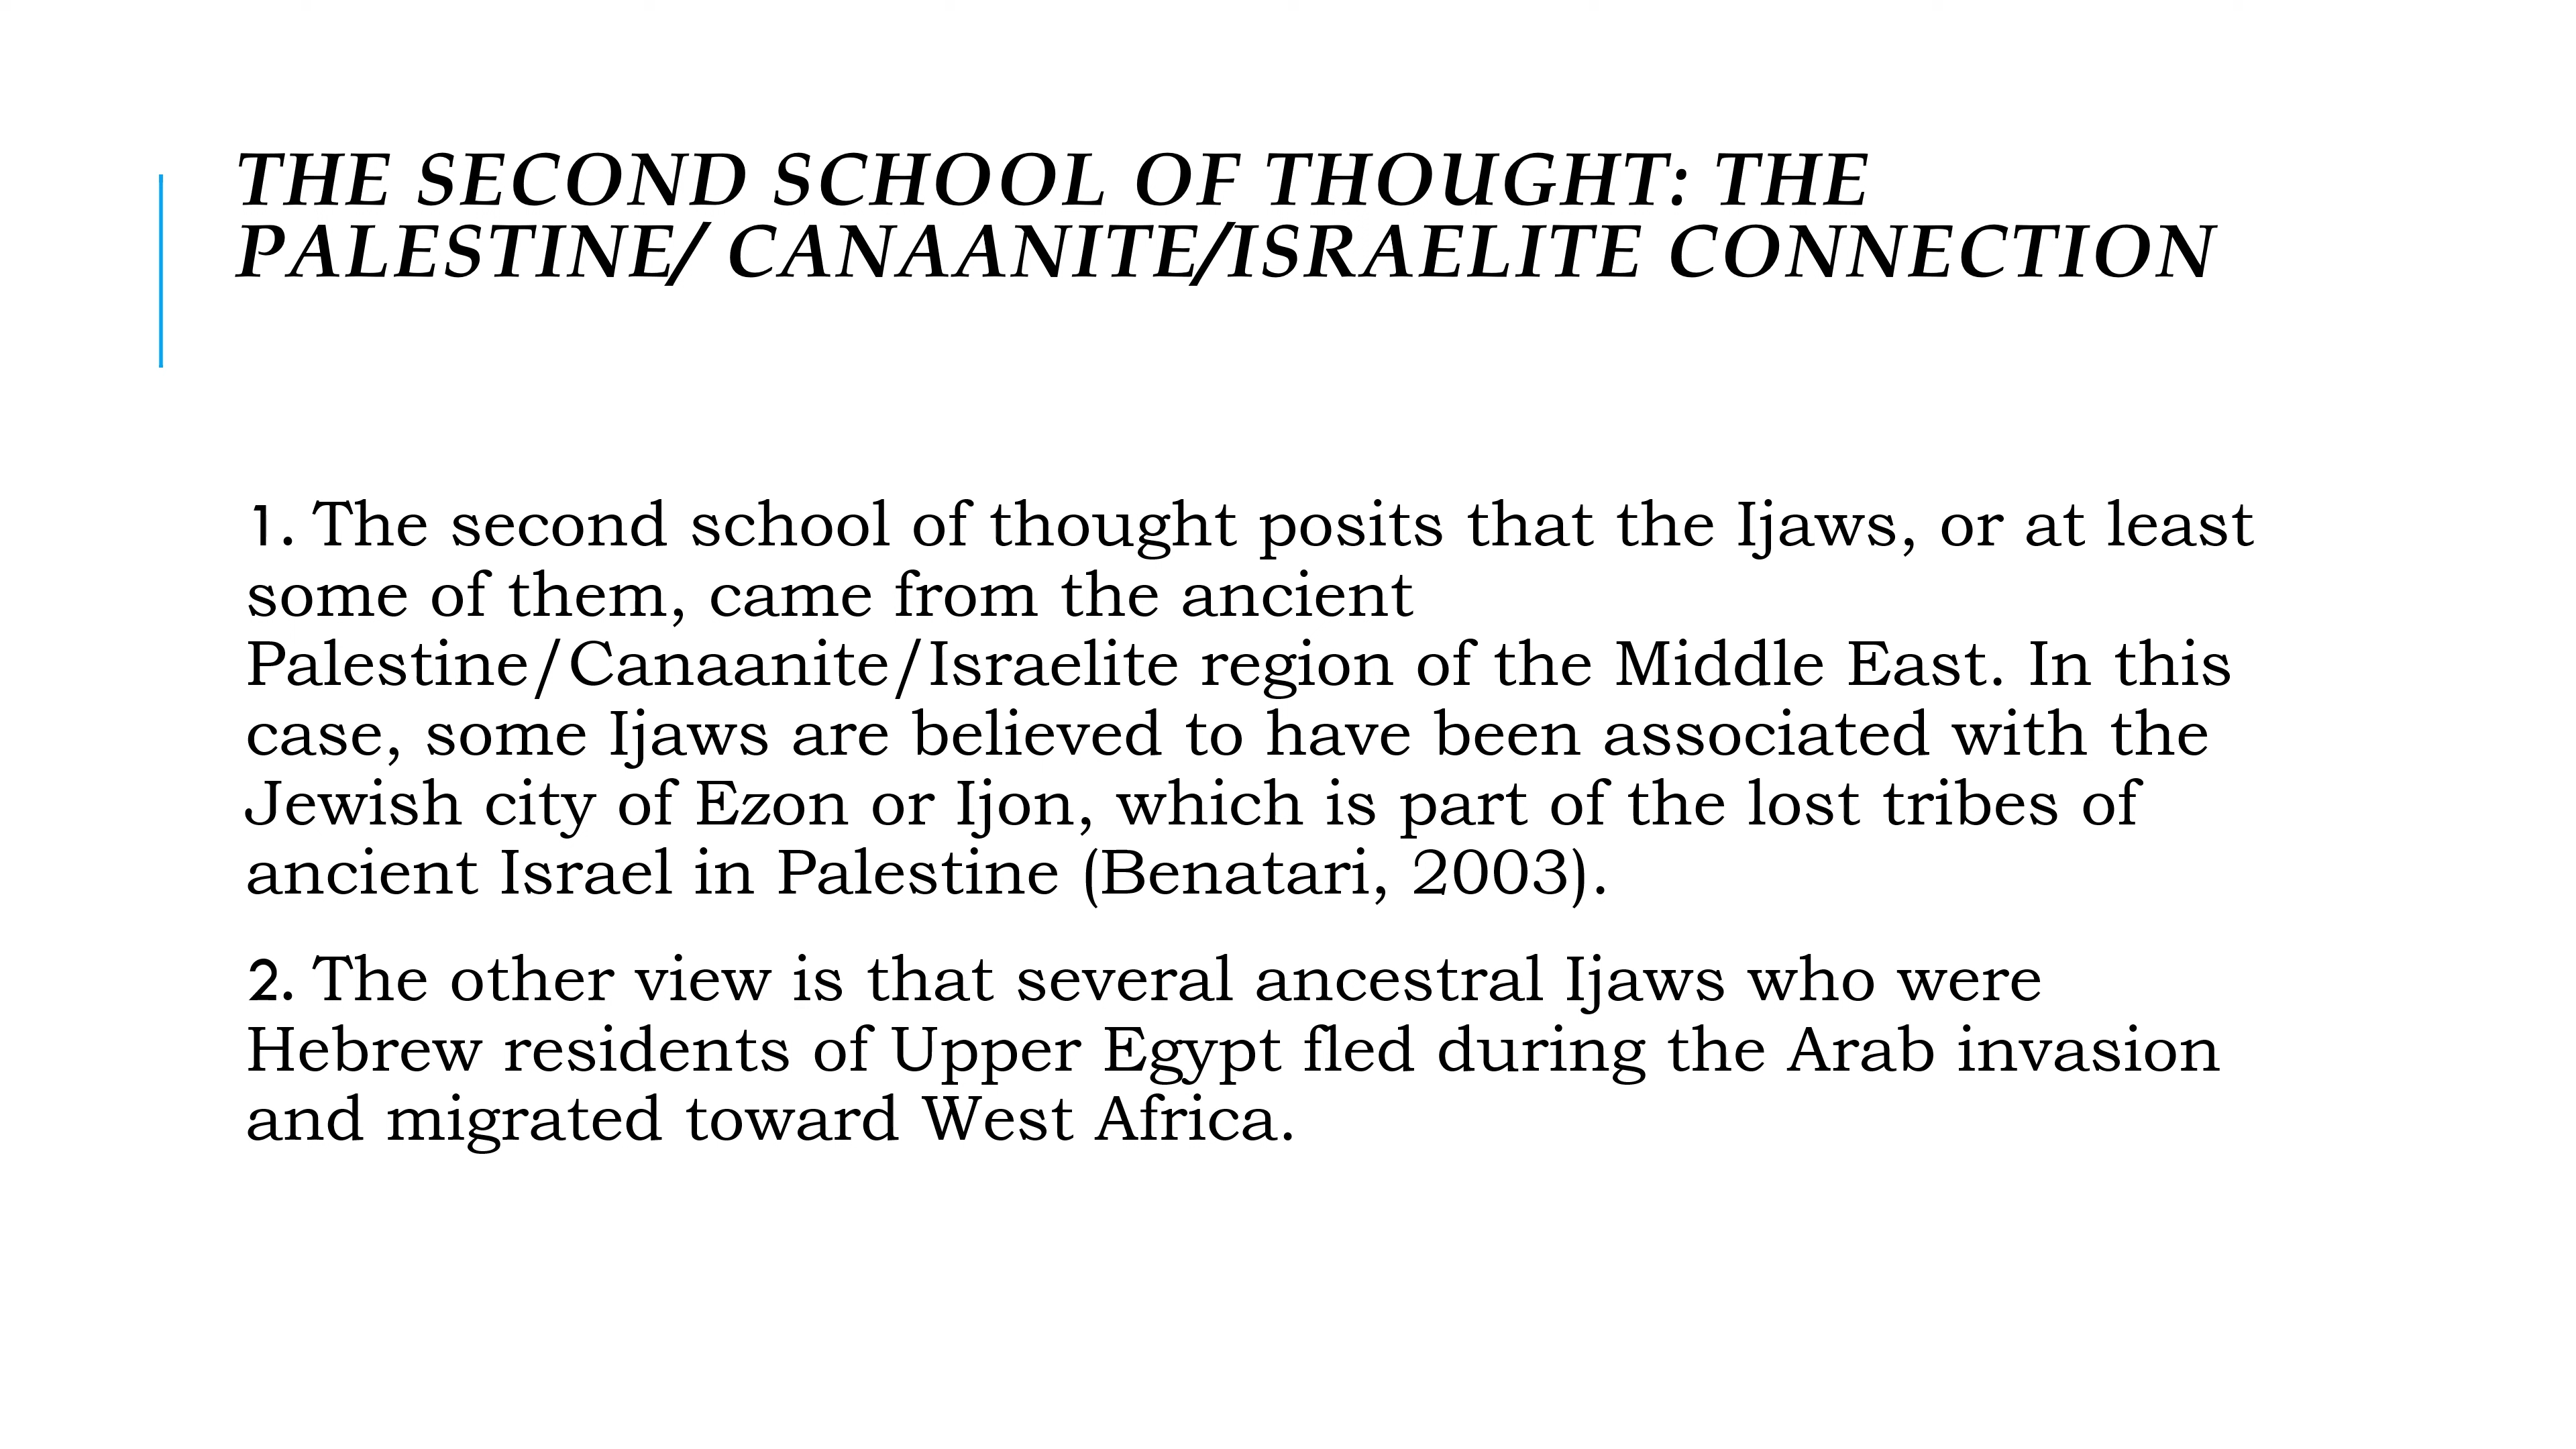 THE SECOND SCHOOL OF THOUGHT: THE
PALESTINE/ CANAANITE/ISRAELITE CONNECTION
1. The second school of thought posits that the Ijaws, or at least
some of them, came from the ancient
Palestine/Canaanite/Israelite region of the Middle East. In this
case, some Ijaws are believed to have been associated with the
Jewish city of Ezon or Ijon, which is part of the lost tribes of
ancient Israel in Palestine (Benatari, 2003).
2. The other view is that several ancestral Ijaws who were
Hebrew residents of Upper Egypt fled during the Arab invasion
and migrated toward West Africa.